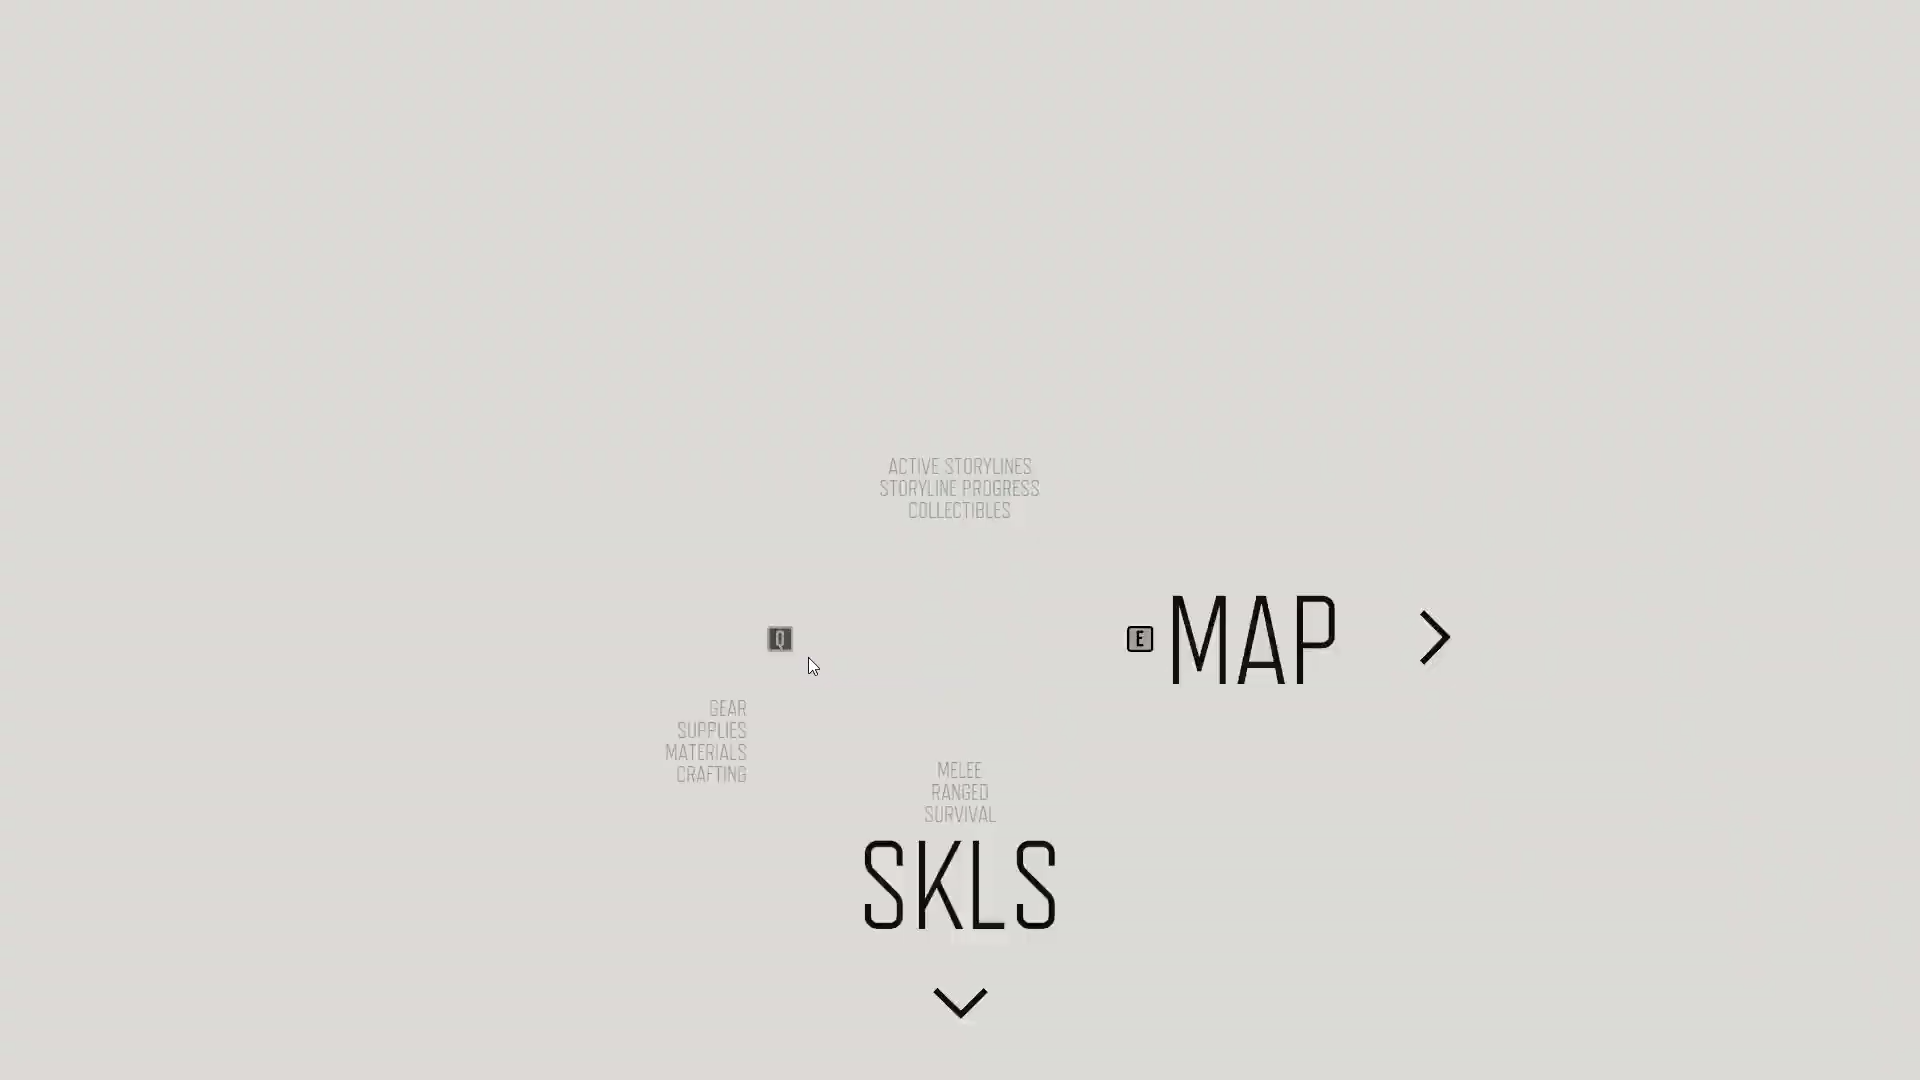 ACTIVE STORYLINES
STORYLINE PROGRESS
COLLECTIBLES
Q
E MAP
GEAR
SUPPLIES
MATERIALS
CRAFTING
MELEE
RANGED
SURVIVAL
SKLS